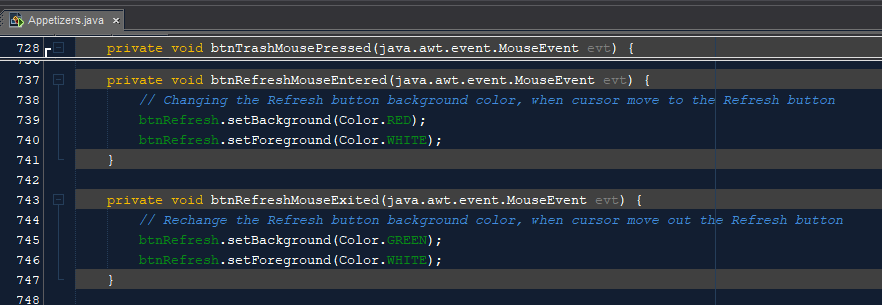 Appetizers.java ×
728 private void btnTrashMousePressed(java.awt.event.MouseEvent evt) {
737 private void btnRefreshMouseEntered(java.awt.event.MouseEvent evt) {
738 // Changing the Refresh button background color, when cursor move to the Refresh button
739 btnRefresh.setBackground(Color.RED);
740 btnRefresh.setForeground(Color.WHITE);
741 }
742
743 private void btnRefreshMouseExited(java.awt.event.MouseEvent evt) {
744 // Rechange the Refresh button background color, when cursor move out the Refresh button
745 btnRefresh.setBackground(Color.GREEN);
746 btnRefresh.setForeground(Color.WHITE);
747 }
748